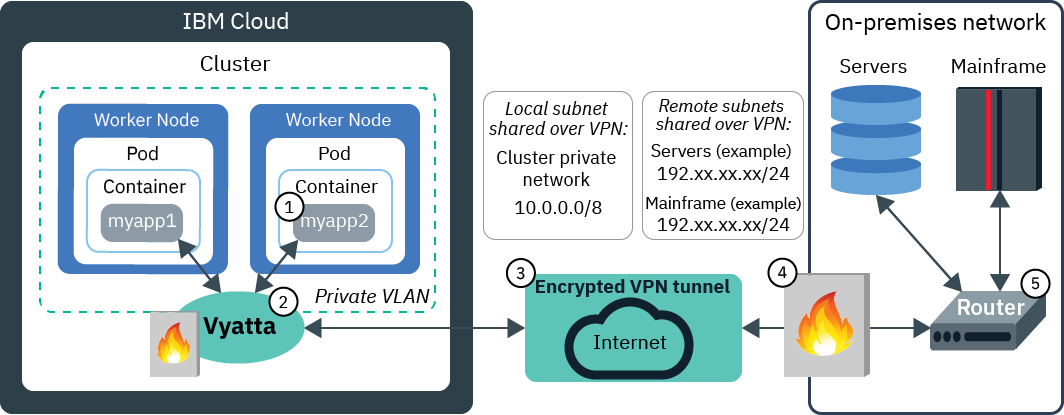 IBM Cloud
Cluster
Worker Node
Pod
Container
myapp1
Worker Node
Pod
Container
1
myapp2
2
Vyatta
Private VLAN
Local subnet
shared over VPN:
Cluster private
network
10.0.0.0/8
Remote subnets
shared over VPN:
Servers (example)
192.xx.xx.xx/24
Mainframe (example)
192.xx.xx.xx/24
3
Encrypted VPN tunnel
Internet
4
On-premises network
Servers
Mainframe
5
Router